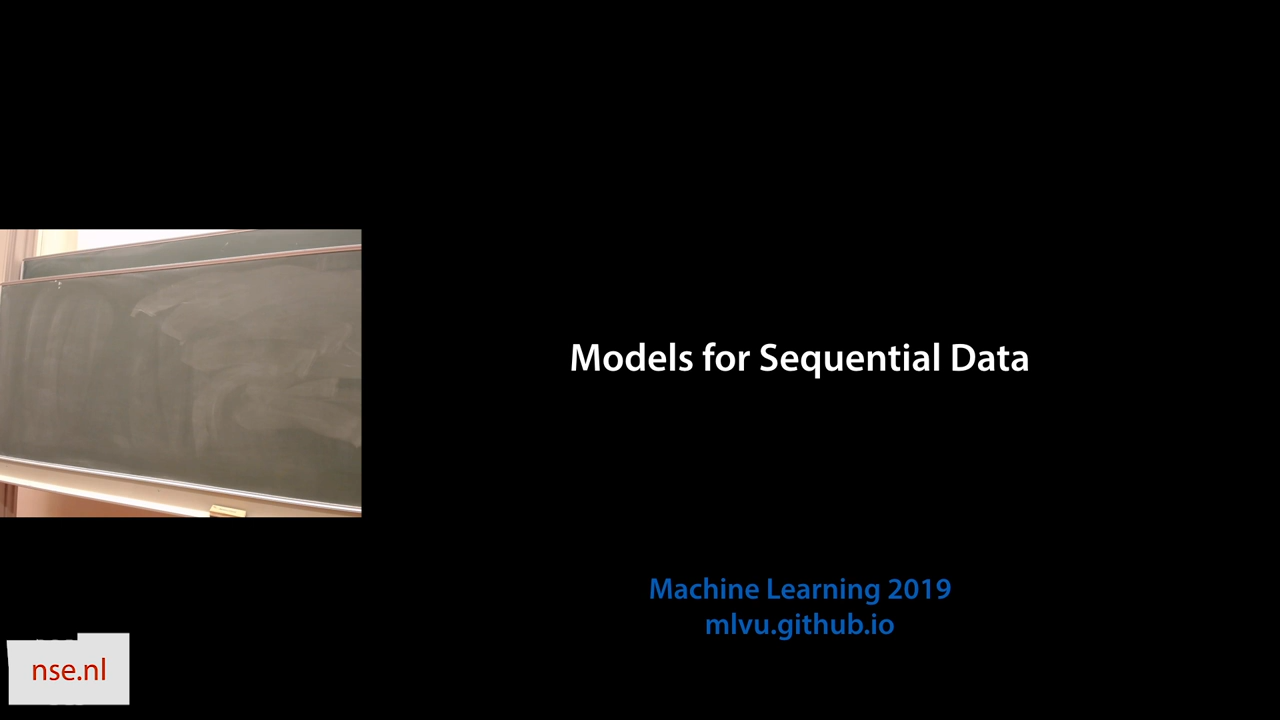 Models for Sequential Data
Machine Learning 2019
mlvu.github.io
nse.nl